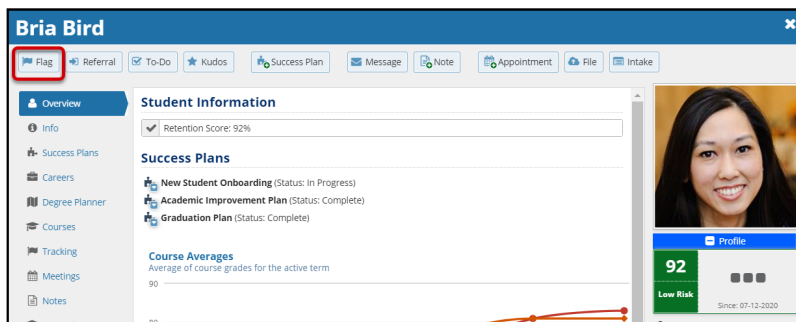 Bria Bird
Flag Referral To-Do Kudos Success Plan Message Note Appointment File Intake
Overview
Info
Success Plans
Careers
Degree Planner
Courses
Tracking
Meetings
Notes
Student Information
Retention Score: 92%
Success Plans
New Student Onboarding (Status: In Progress)
Academic Improvement Plan (Status: Complete)
Graduation Plan (Status: Complete)
Course Averages
Average of course grades for the active term
90
Profile
92
Low Risk
Since: 07-12-2020